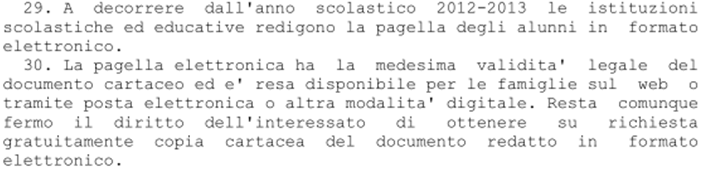 29. A decorrere dall'anno scolastico 2012-2013 le istituzioni
scolastiche ed educative redigono la pagella degli alunni in formato
elettronico.
30. La pagella elettronica ha la medesima validita' legale del
documento cartaceo ed e' resa disponibile per le famiglie sul web o
tramite posta elettronica o altra modalita' digitale. Resta comunque
fermo il diritto dell'interessato di ottenere su richiesta
gratuitamente copia cartacea del documento redatto in formato
elettronico.